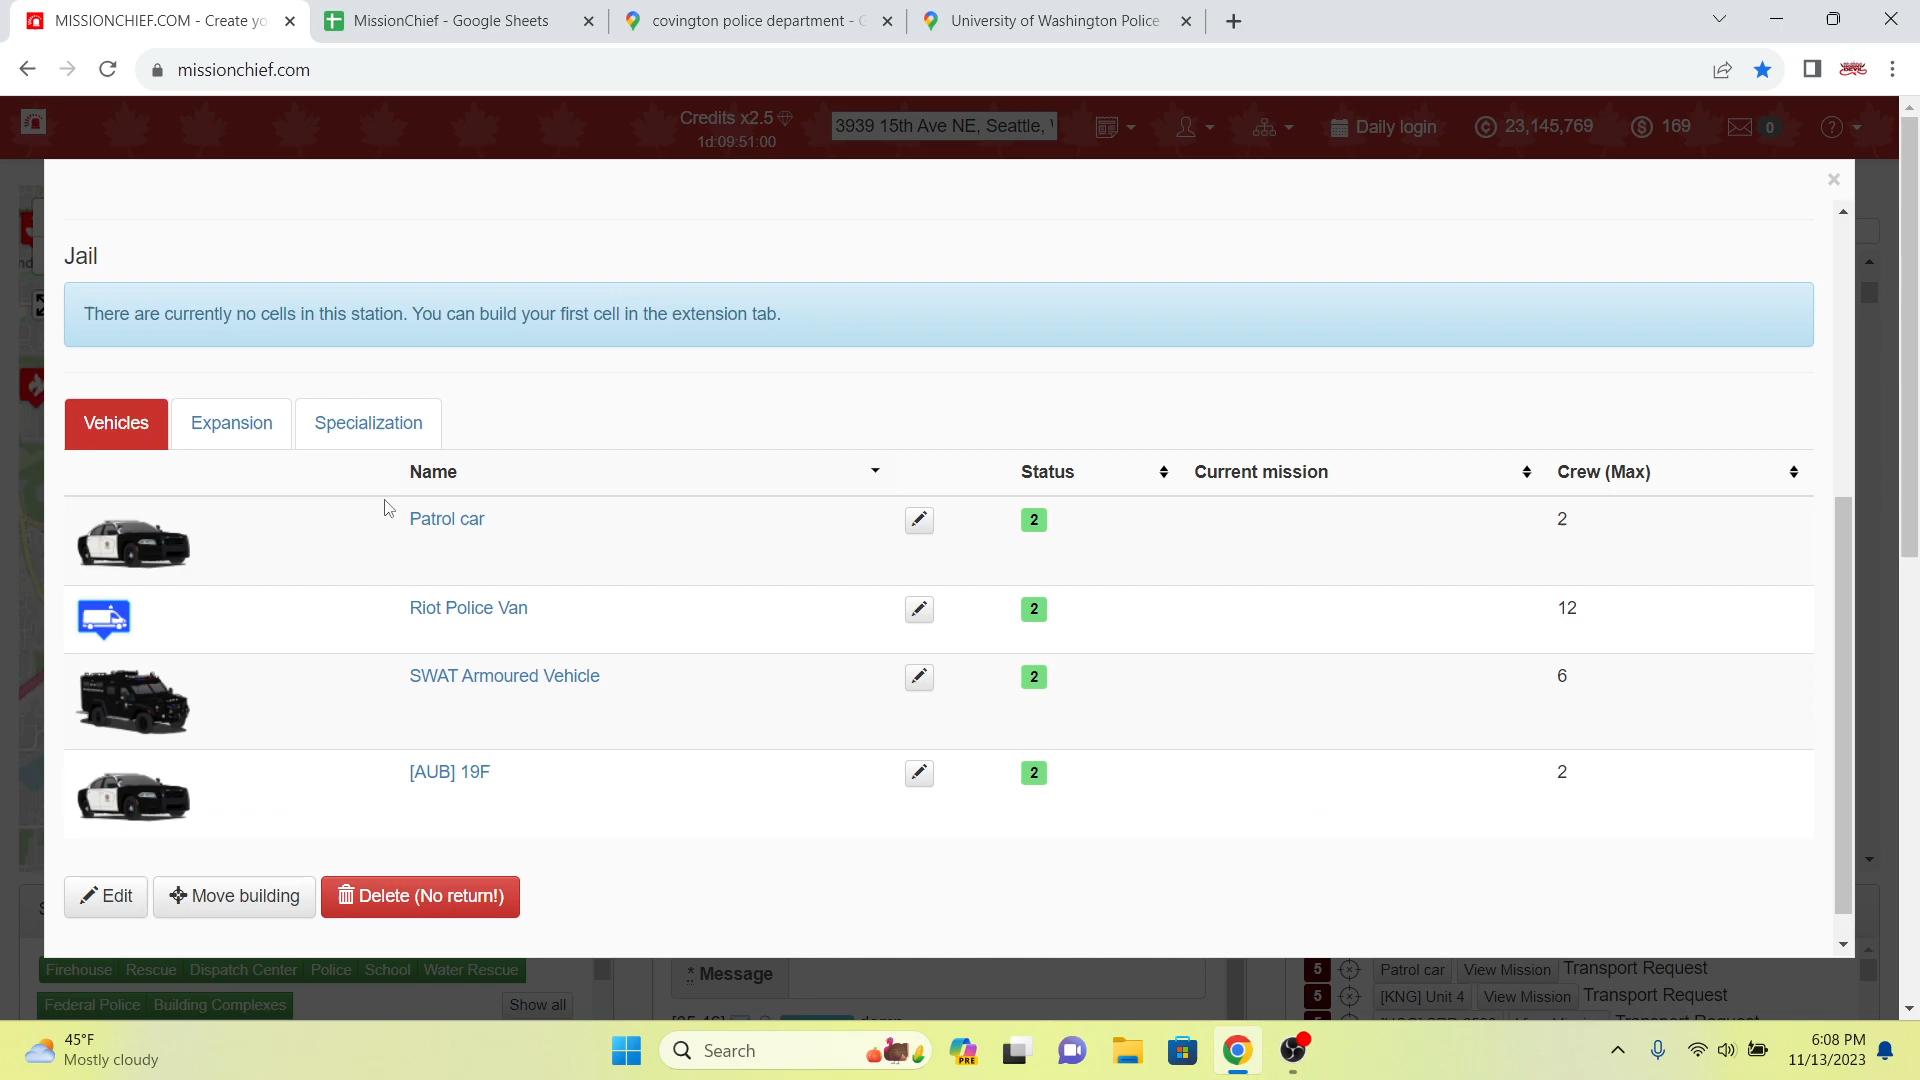 MISSIONCHIEF.COM - Create yo
MissionChief - Google Sheets
covington police department - G
University of Washington Police
missionchief.com
Credits x2.5
1d:09:51:00
3939 15th Ave NE, Seattle,
Daily login
23,145,769
169
0
Jail
There are currently no cells in this station. You can build your first cell in the extension tab.
Vehicles Expansion Specialization
Name Status Current mission Crew (Max)
Patrol car 2 2
Riot Police Van 2 12
SWAT Armoured Vehicle 2 6
[AUB] 19F 2 2
Edit Move building Delete (No return!)
Firehouse Rescue Dispatch Center Police School Water Rescue
Federal Police Building Complexes Show all
* Message
5 Patrol car View Mission Transport Request
5 [KNG] Unit 4 View Mission Transport Request
45°F
Mostly cloudy
Search
PRE
6:08 PM
11/13/2023